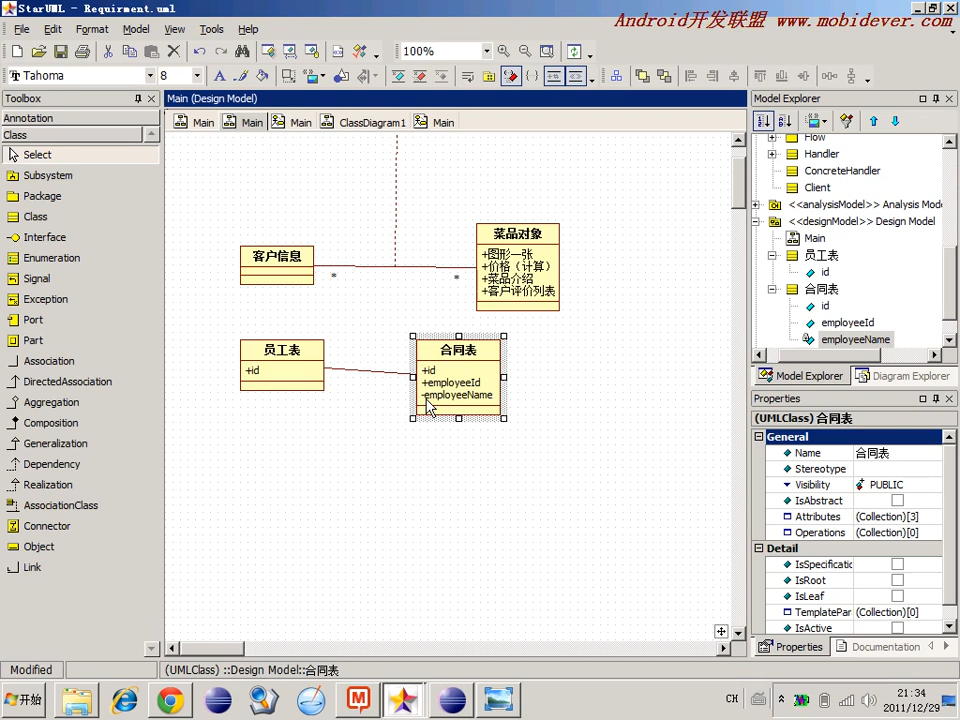 StarUML - Requirment.uml
Android开发联盟 www.mobidever.com
File Edit Format Model View Tools Help
100%
Tahoma 8
Toolbox
Annotation
Class
Select
Subsystem
Package
Class
Interface
Enumeration
Signal
Exception
Port
Part
Association
DirectedAssociation
Aggregation
Composition
Generalization
Dependency
Realization
AssociationClass
Connector
Object
Link
Main (Design Model)
Main Main Main ClassDiagram1 Main
客户信息
*
*
菜品对象
+图形一张
+价格（计算）
+菜品介绍
+客户评价列表
员工表
+id
合同表
+id
+employeeId
-employeeName
Model Explorer
Flow
Handler
ConcreteHandler
Client
<<analysisModel>> Analysis Mode
<<designModel>> Design Model
Main
员工表
id
合同表
id
employeeId
employeeName
Model Explorer Diagram Explorer
Properties
(UMLClass) 合同表
General
Name 合同表
Stereotype
Visibility PUBLIC
IsAbstract
Attributes (Collection)[3]
Operations (Collection)[0]
Detail
IsSpecificatic
IsRoot
IsLeaf
TemplatePar (Collection)[0]
IsActive
Properties Documentation
Modified
(UMLClass) ::Design Model::合同表
开始
CH
21:34
2011/12/29